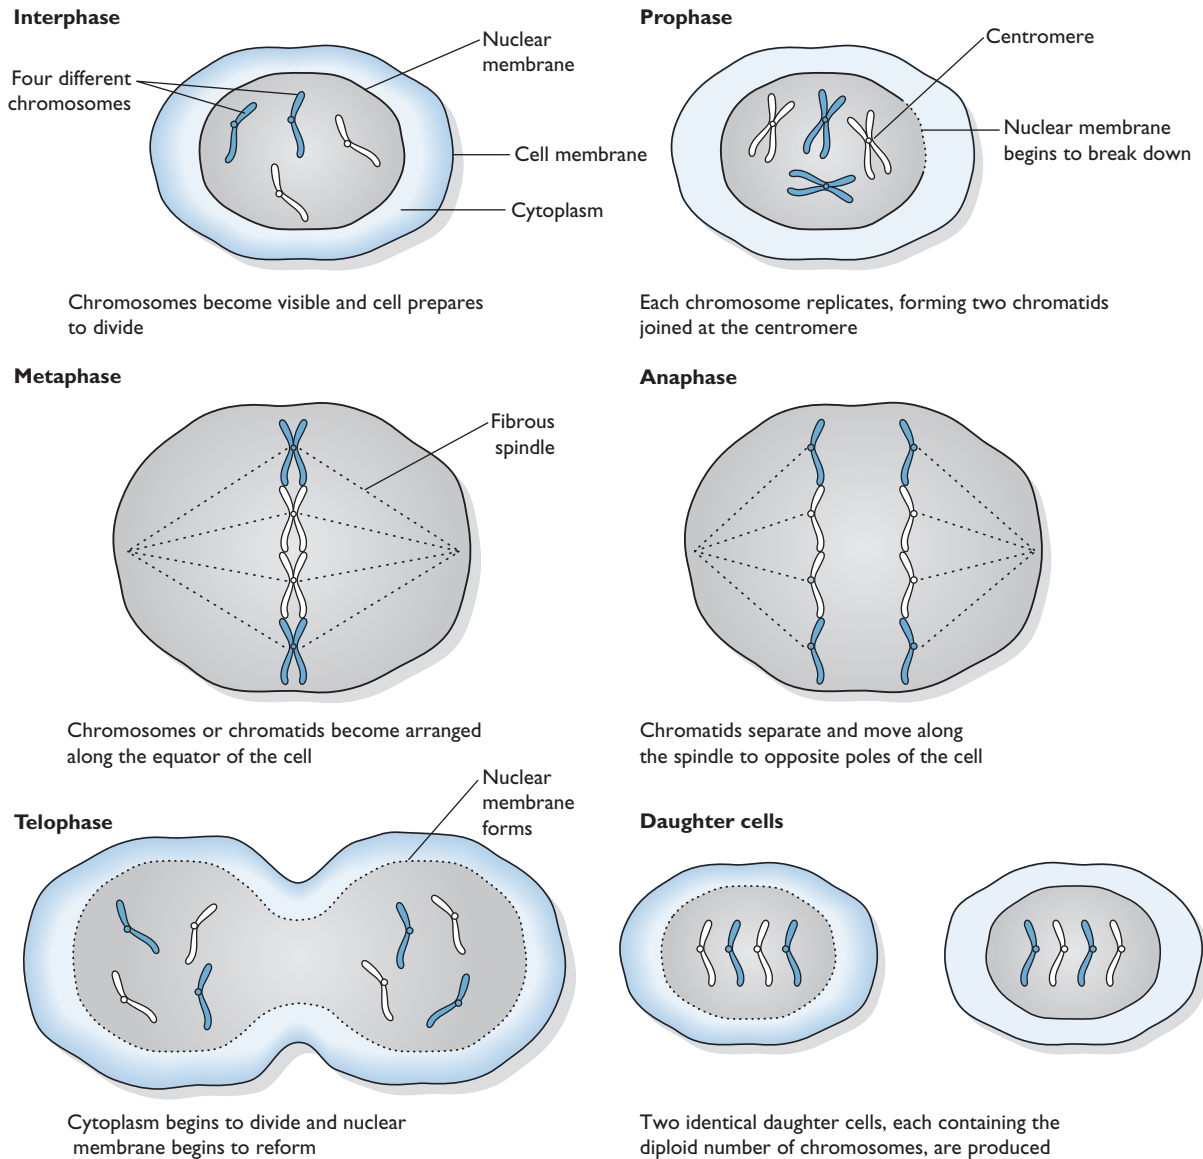 Interphase
Nuclear
membrane
Four different
chromosomes
Cell membrane
Cytoplasm
Chromosomes become visible and cell prepares
to divide
Prophase
Centromere
Nuclear membrane
begins to break down
Each chromosome replicates, forming two chromatids
joined at the centromere
Metaphase
Fibrous
spindle
Chromosomes or chromatids become arranged
along the equator of the cell
Anaphase
Chromatids separate and move along
the spindle to opposite poles of the cell
Telophase
Nuclear
membrane
forms
Cytoplasm begins to divide and nuclear
membrane begins to reform
Daughter cells
Two identical daughter cells, each containing the
diploid number of chromosomes, are produced